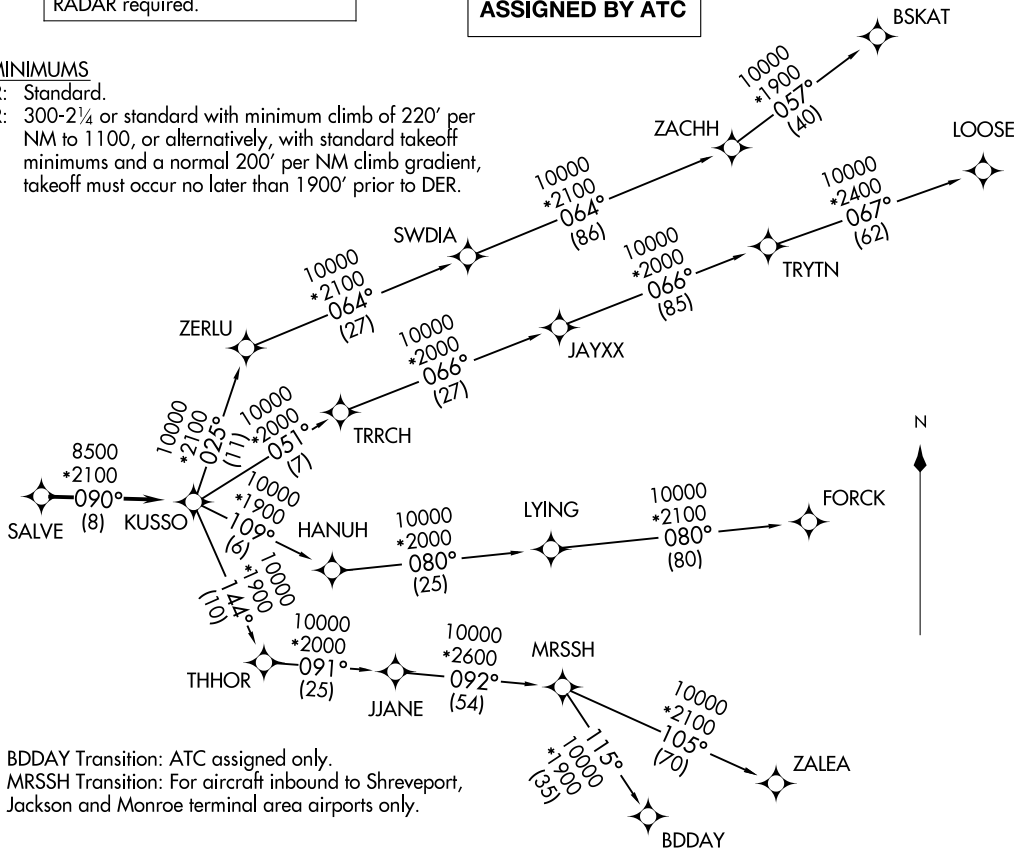 RADAR required.
ASSIGNED BY ATC
MINIMUMS
Standard.
300-2¼ or standard with minimum climb of 220' per
NM to 1100, or alternatively, with standard takeoff
minimums and a normal 200' per NM climb gradient,
takeoff must occur no later than 1900' prior to DER.
BSKAT
10000
*1900
057°
(40)
ZACHH
LOOSE
10000
*2100
064°
(86)
10000
*2400
067°
(62)
SWDIA
TRYTN
10000
*2100
064°
(27)
10000
*2000
066°
(85)
ZERLU
JAYXX
10000
*2000
066°
(27)
TRRCH
10000
*2100
025°
(11)
10000
*2000
051°
(7)
N
8500
*2100
090°
(8)
SALVE
KUSSO
10000
*1900
109°
(6)
HANUH
10000
*2000
080°
(25)
LYING
10000
*2100
080°
(80)
FORCK
10000
*1900
144°
(10)
THHOR
10000
*2000
091°
(25)
JJANE
10000
*2600
092°
(54)
MRSSH
10000
*2100
105°
(70)
ZALEA
115°
10000
*1900
(35)
BDDAY
BDDAY Transition: ATC assigned only.
MRSSH Transition: For aircraft inbound to Shreveport,
Jackson and Monroe terminal area airports only.